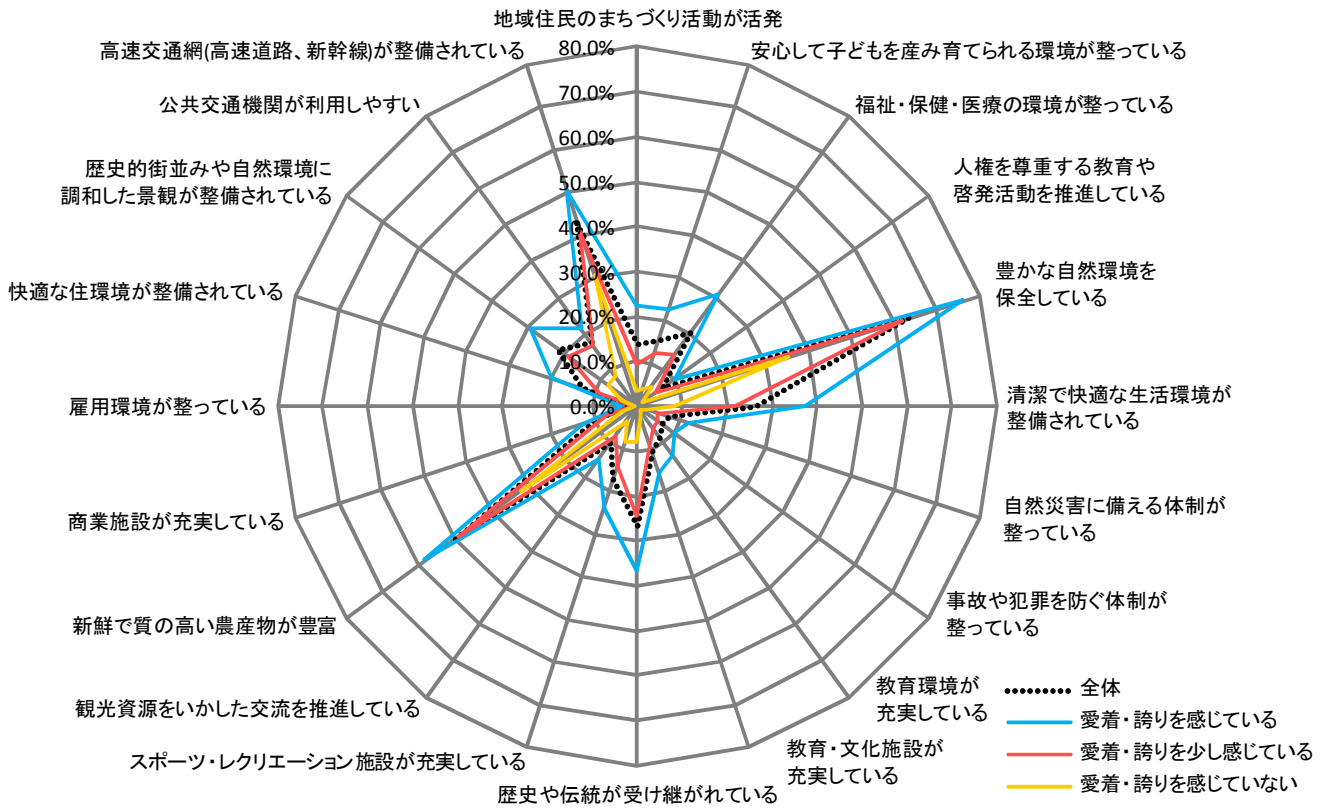 地域住民のまちづくり活動が活発
安心して子どもを産み育てられる環境が整っている
福祉・保健・医療の環境が整っている
人権を尊重する教育や
啓発活動を推進している
豊かな自然環境を
保全している
清潔で快適な生活環境が
整備されている
自然災害に備える体制が
整っている
事故や犯罪を防ぐ体制が
整っている
教育環境が
充実している
教育・文化施設が
充実している
歴史や伝統が受け継がれている
スポーツ・レクリエーション施設が充実している
観光資源をいかした交流を推進している
新鮮で質の高い農産物が豊富
商業施設が充実している
雇用環境が整っている
快適な住環境が整備されている
歴史的街並みや自然環境に
調和した景観が整備されている
公共交通機関が利用しやすい
高速交通網(高速道路、新幹線)が整備されている
80.0%
70.0%
60.0%
50.0%
40.0%
30.0%
20.0%
10.0%
0.0%
全体
愛着・誇りを感じている
愛着・誇りを少し感じている
愛着・誇りを感じていない